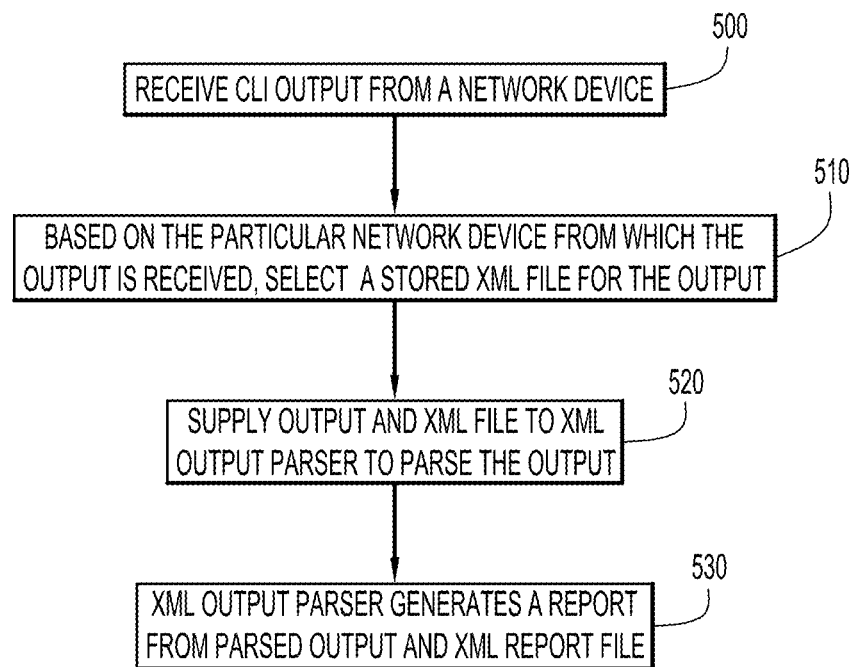 500
RECEIVE CLI OUTPUT FROM A NETWORK DEVICE
510
BASED ON THE PARTICULAR NETWORK DEVICE FROM WHICH THE
OUTPUT IS RECEIVED, SELECT A STORED XML FILE FOR THE OUTPUT
520
SUPPLY OUTPUT AND XML FILE TO XML
OUTPUT PARSER TO PARSE THE OUTPUT
530
XML OUTPUT PARSER GENERATES A REPORT
FROM PARSED OUTPUT AND XML REPORT FILE